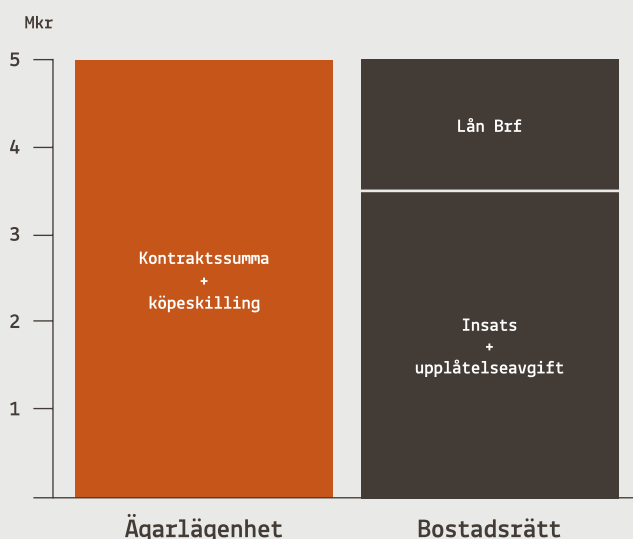 Mkr
5
4
3
2
1
Kontraktssumma
+
köpeskilling
Lån Brf
Insats
+
upplåtelseavgift
Ägarlägenhet
Bostadsrätt